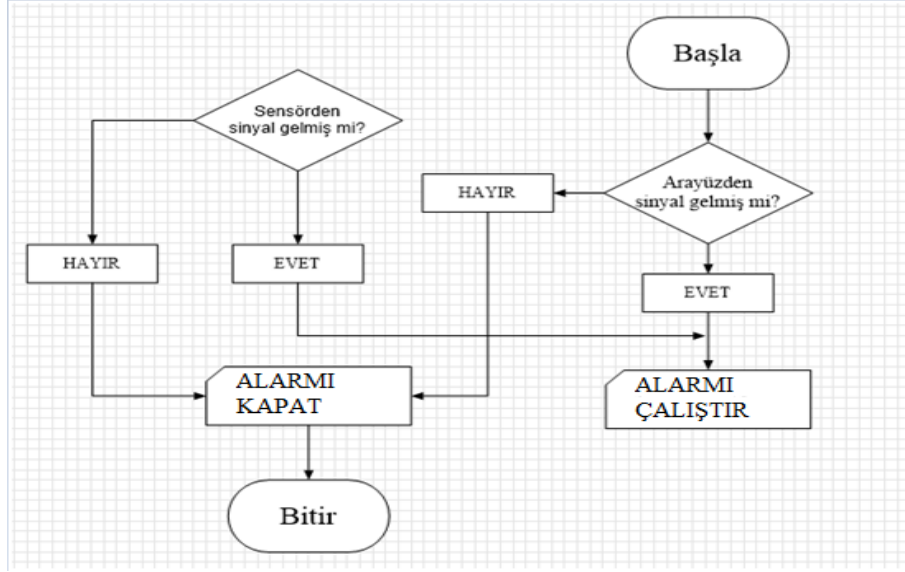 Başla
Sensörden
sinyal gelmiş mi?
Arayüzden
sinyal gelmiş mi?
HAYIR
HAYIR
EVET
EVET
ALARMI
KAPAT
ALARMI
ÇALIŞTIR
Bitir